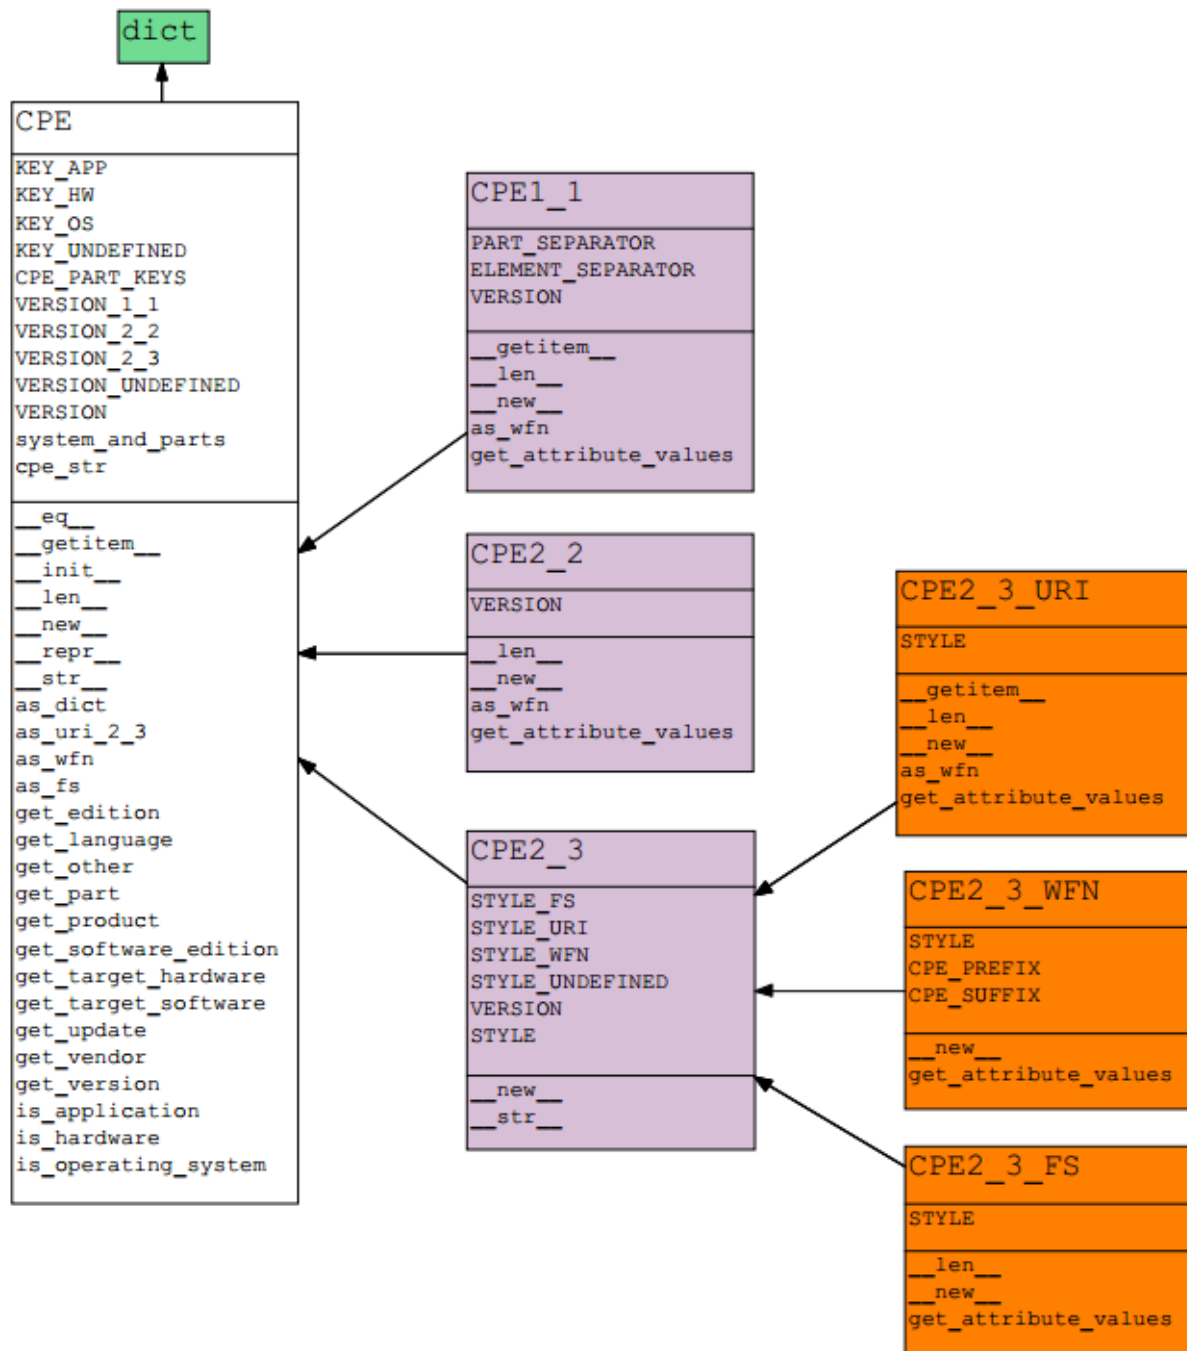 dict
CPE
KEY_APP
KEY_HW
KEY_OS
KEY_UNDEFINED
CPE_PART_KEYS
VERSION_1_1
VERSION_2_2
VERSION_2_3
VERSION_UNDEFINED
VERSION
system_and_parts
cpe_str
__eq__
__getitem__
__init__
__len__
__new__
__repr__
__str__
as_dict
as_uri_2_3
as_wfn
as_fs
get_edition
get_language
get_other
get_part
get_product
get_software_edition
get_target_hardware
get_target_software
get_update
get_vendor
get_version
is_application
is_hardware
is_operating_system
CPE1_1
PART_SEPARATOR
ELEMENT_SEPARATOR
VERSION
__getitem__
__len__
__new__
as_wfn
get_attribute_values
CPE2_2
VERSION
__len__
__new__
as_wfn
get_attribute_values
CPE2_3
STYLE_FS
STYLE_URI
STYLE_WFN
STYLE_UNDEFINED
VERSION
STYLE
__new__
__str__
CPE2_3_URI
STYLE
__getitem__
__len__
__new__
as_wfn
get_attribute_values
CPE2_3_WFN
STYLE
CPE_PREFIX
CPE_SUFFIX
__new__
get_attribute_values
CPE2_3_FS
STYLE
__len__
__new__
get_attribute_values